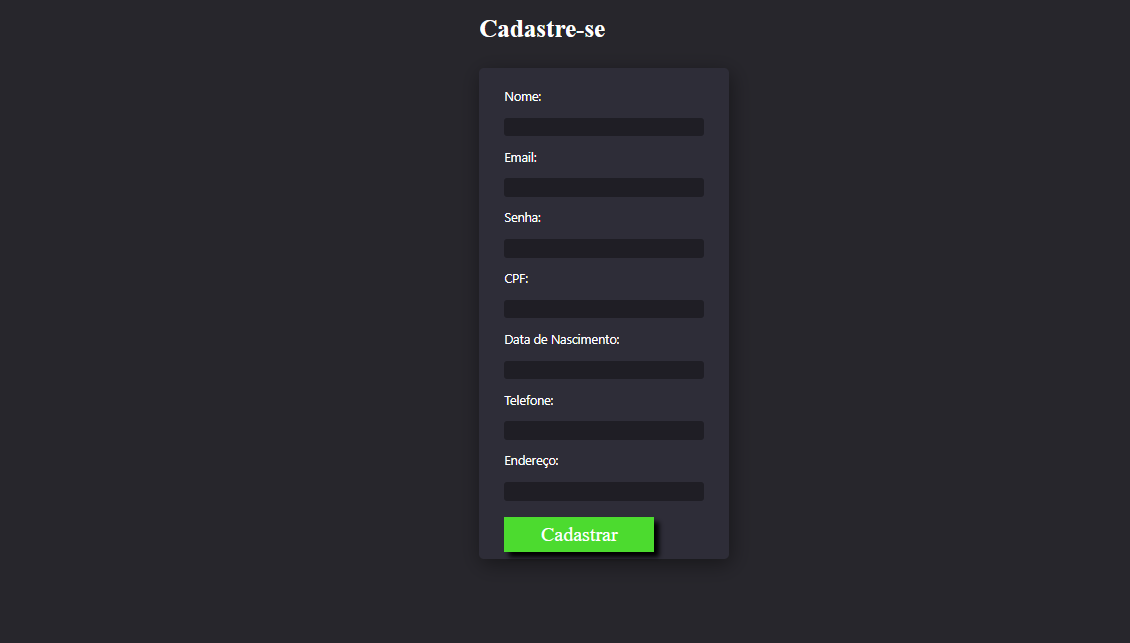 Cadastre-se
Nome:
Email:
Senha:
CPF:
Data de Nascimento:
Telefone:
Endereço:
Cadastrar